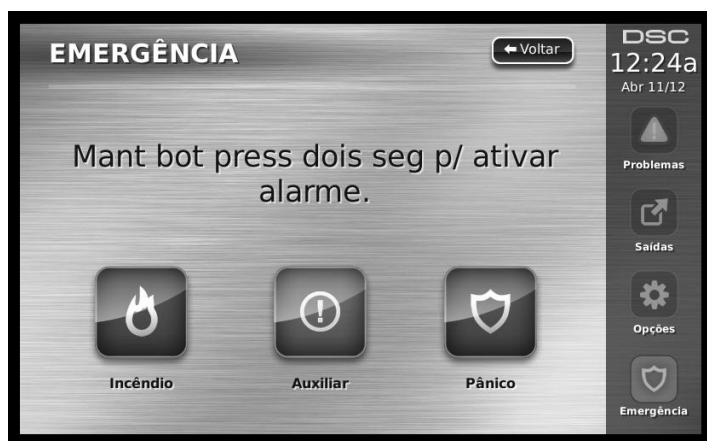 EMERGÊNCIA
Voltar
DSC
12:24a
Abr 11/12
Mant bot press dois seg p/ ativar
alarme.
Problemas
Saídas
Opções
Incêndio
Auxiliar
Pânico
Emergência